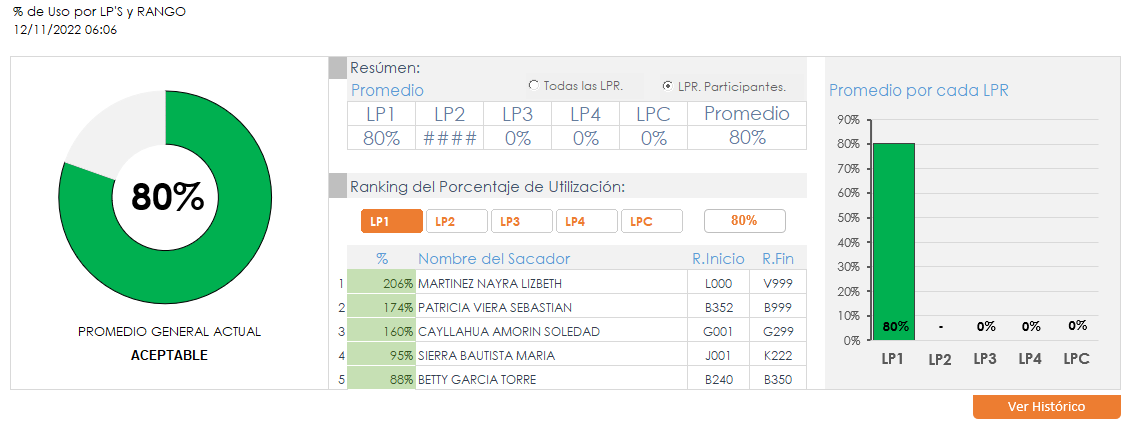 % de Uso por LP'S y RANGO
12/11/2022 06:06
80%
PROMEDIO GENERAL ACTUAL
ACEPTABLE
Resúmen:
Promedio
Todas las LPR.
LPR. Participantes.
LP1 LP2 LP3 LP4 LPC Promedio
80% #### 0% 0% 0% 80%
Ranking del Porcentaje de Utilización:
LP1 LP2 LP3 LP4 LPC 80%
% Nombre del Sacador R.Inicio R.Fin
1 206% MARTINEZ NAYRA LIZBETH L000 V999
2 174% PATRICIA VIERA SEBASTIAN B352 B999
3 160% CAYLLAHUA AMORIN SOLEDAD G001 G299
4 95% SIERRA BAUTISTA MARIA J001 K222
5 88% BETTY GARCIA TORRE B240 B350
Promedio por cada LPR
90%
80%
70%
60%
50%
40%
30%
20%
10%
0%
80% - 0% 0% 0%
LP1 LP2 LP3 LP4 LPC
Ver Histórico